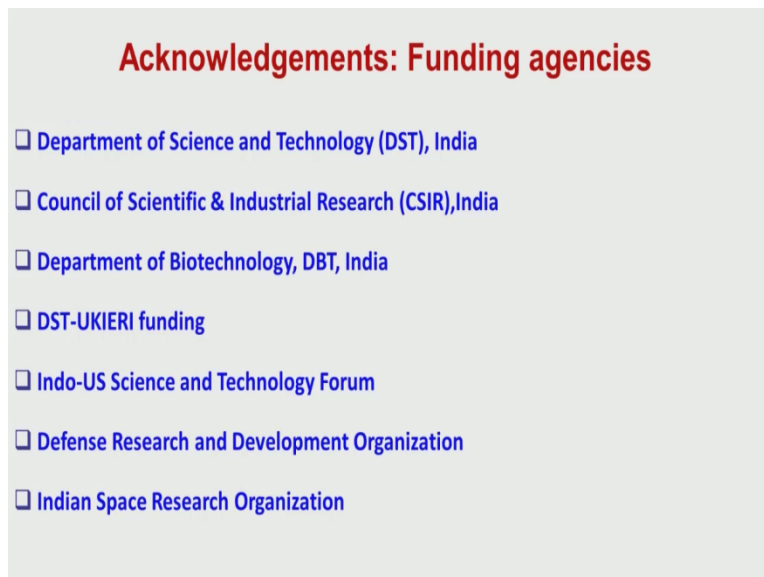 Acknowledgements: Funding agencies
Department of Science and Technology (DST), India
Council of Scientific & Industrial Research (CSIR),India
Department of Biotechnology, DBT, India
DST-UKIERI funding
Indo-US Science and Technology Forum
Defense Research and Development Organization
Indian Space Research Organization